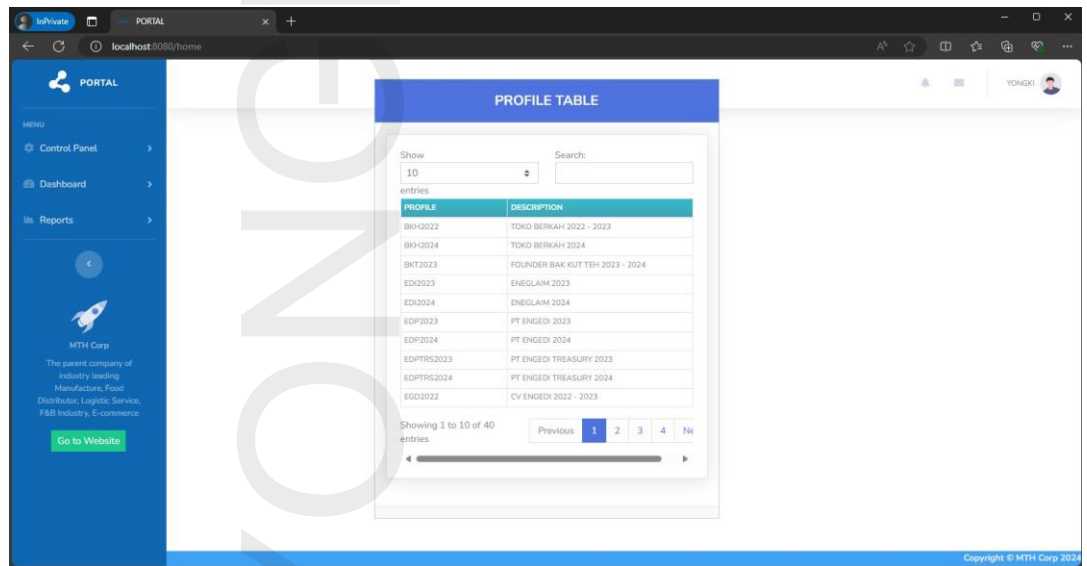 InPrivate
PORTAL
localhost:8080/home
PORTAL
YONGKI
MENU
Control Panel
Dashboard
Reports
MTH Corp
The parent company of
industry leading
Manufacture, Food
Distributor, Logistic Service,
F&B Industry, E-commerce
Go to Website
PROFILE TABLE
Show
10
entries
Search:
PROFILE DESCRIPTION
BKH2022 TOKO BERKAH 2022 - 2023
BKH2024 TOKO BERKAH 2024
BKT2023 FOUNDER BAK KUT TEH 2023 - 2024
EDI2023 ENEGLAIM 2023
EDI2024 ENEGLAIM 2024
EDP2023 PT ENGEDI 2023
EDP2024 PT ENGEDI 2024
EDPTRS2023 PT ENGEDI TREASURY 2023
EDPTRS2024 PT ENGEDI TREASURY 2024
EGD2022 CV ENGEDI 2022 - 2023
Showing 1 to 10 of 40
entries
Previous 1 2 3 4 Ne
Copyright © MTH Corp 2024
YONG